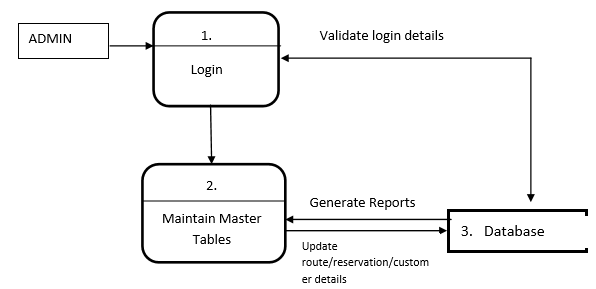 ADMIN
1.
Login
Validate login details
2.
Maintain Master
Tables
Generate Reports
3. Database
Update
route/reservation/custom
er details